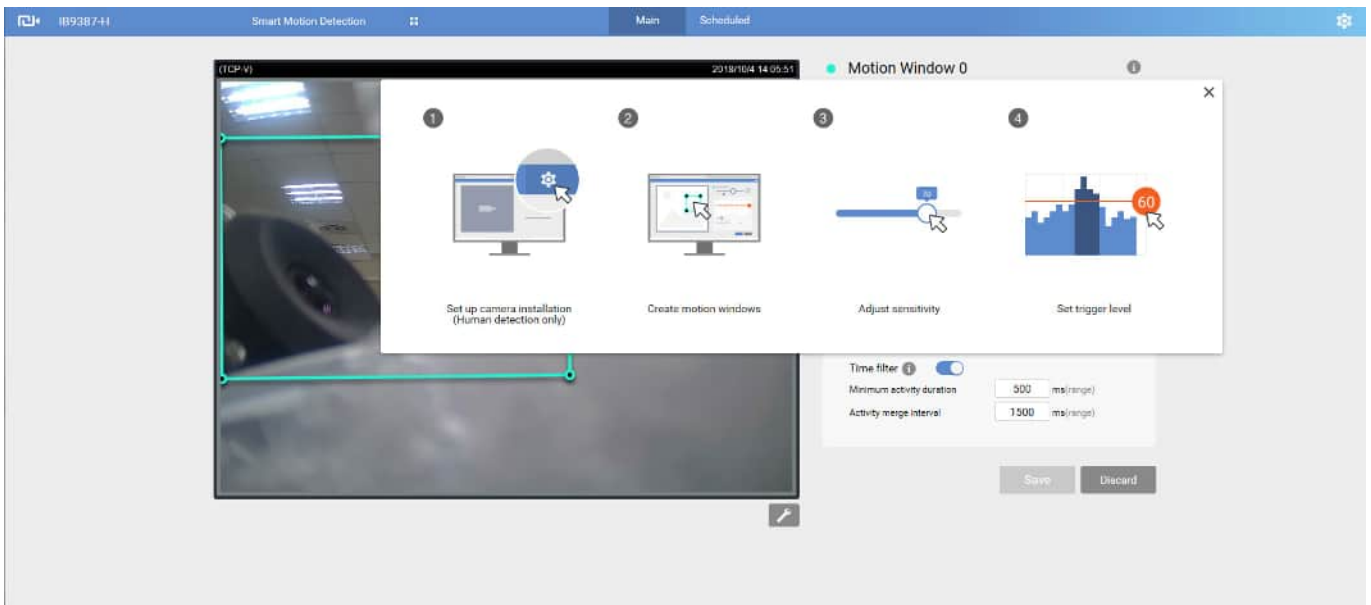 IB9387-H
Smart Motion Detection
Main
Scheduled
(TCP-V)
2018/10/4 14:05:51
Motion Window 0
1
2
3
4
70
60
Set up camera installation
(Human detection only)
Create motion windows
Adjust sensitivity
Set trigger level
Time filter
Minimum activity duration 500 ms(range)
Activity merge interval 1500 ms(range)
Save
Discard